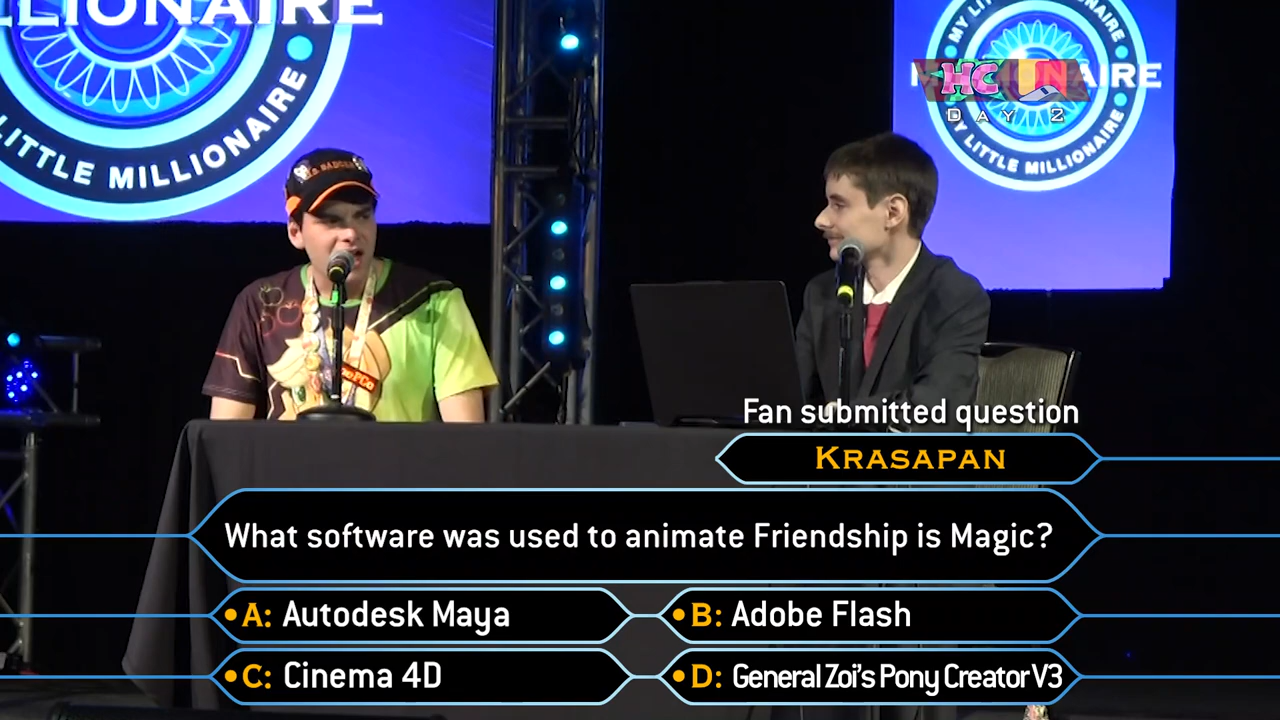 LLIONAIRE
LITTLE MILLIONAIRE
MY LITTLE MILLIONAIRE
HC
DAY 2
MY LITTLE MILLIONAIRE
Fan submitted question
KRASAPAN
What software was used to animate Friendship is Magic?
•A: Autodesk Maya
•B: Adobe Flash
•C: Cinema 4D
•D: General Zoi's Pony Creator V3